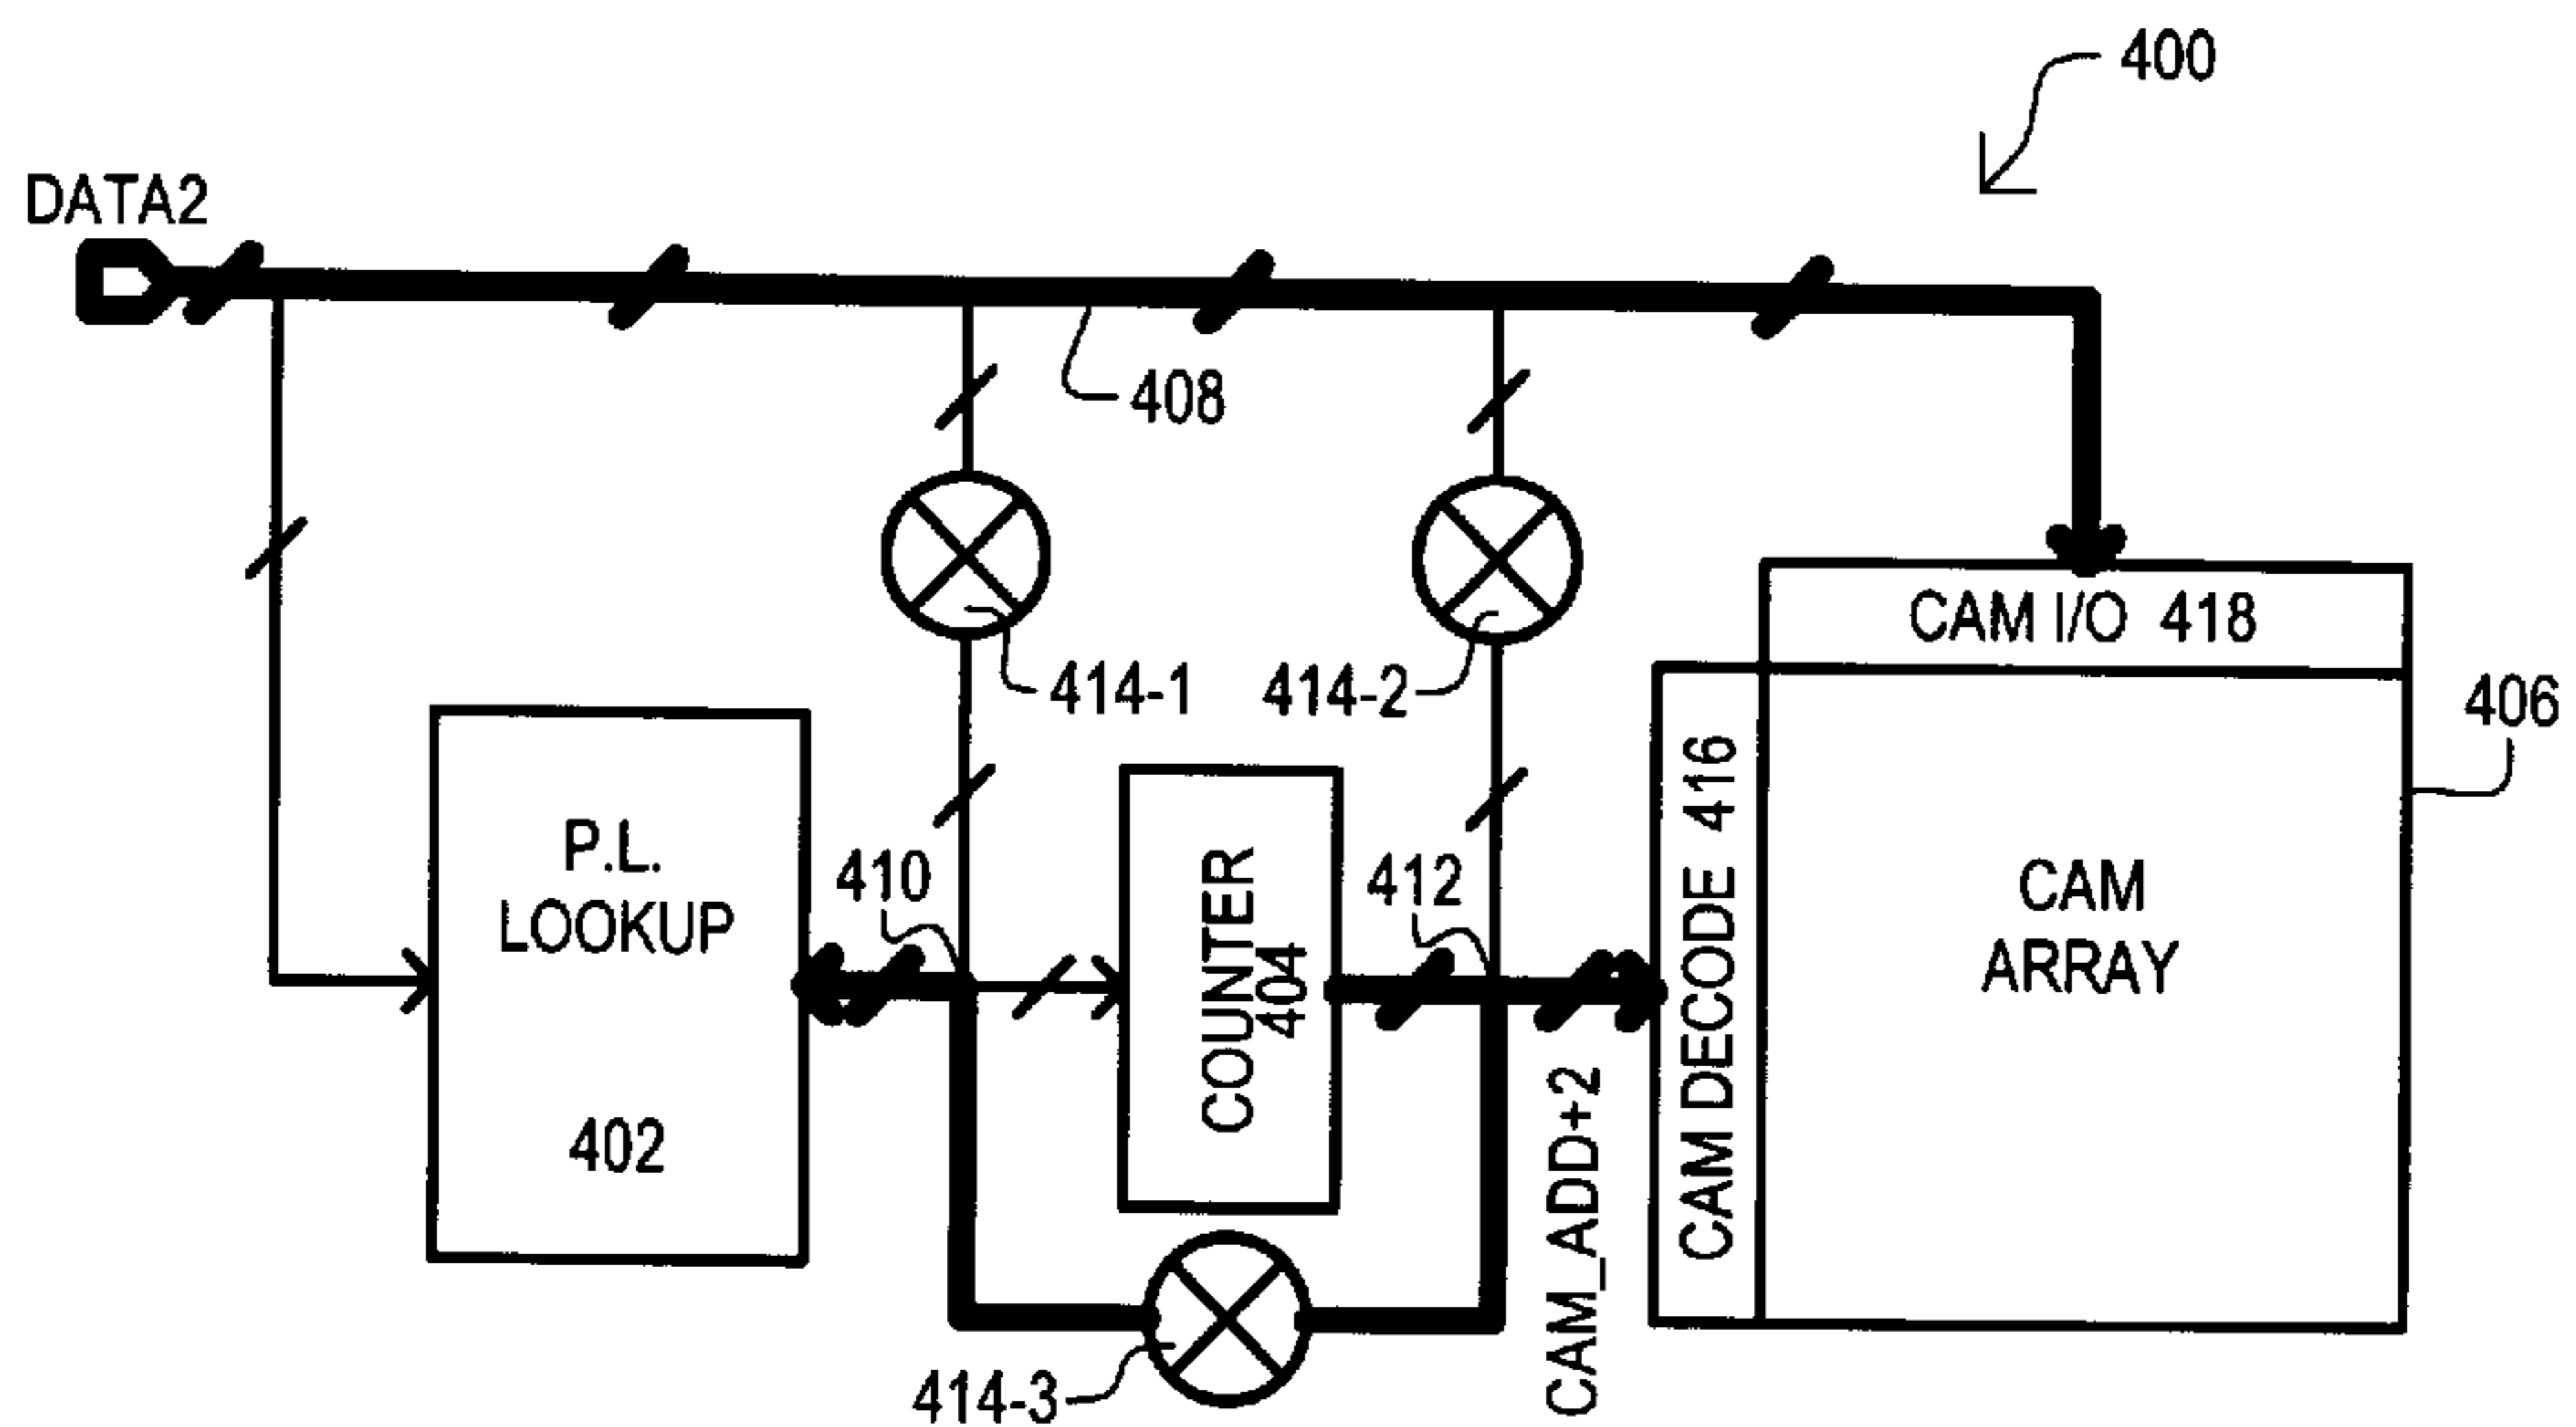 400
DATA2
408
CAM I/O 418
414-1
414-2
406
P.L.
LOOKUP
402
410
COUNTER
404
412
CAM DECODE 416
CAM
ARRAY
CAM_ADD+2
414-3